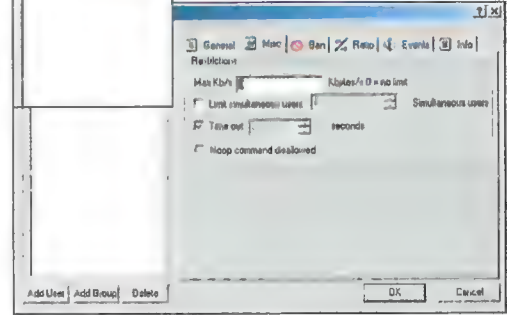 General Misc Ban Ratio Events Info
Restrictions
Max Kb/s Kbytes/s 0 = no limit
Limit simultaneous users Simultaneous users
Time out seconds
Noop command disallowed
Add User Add Group Delete OK Cancel